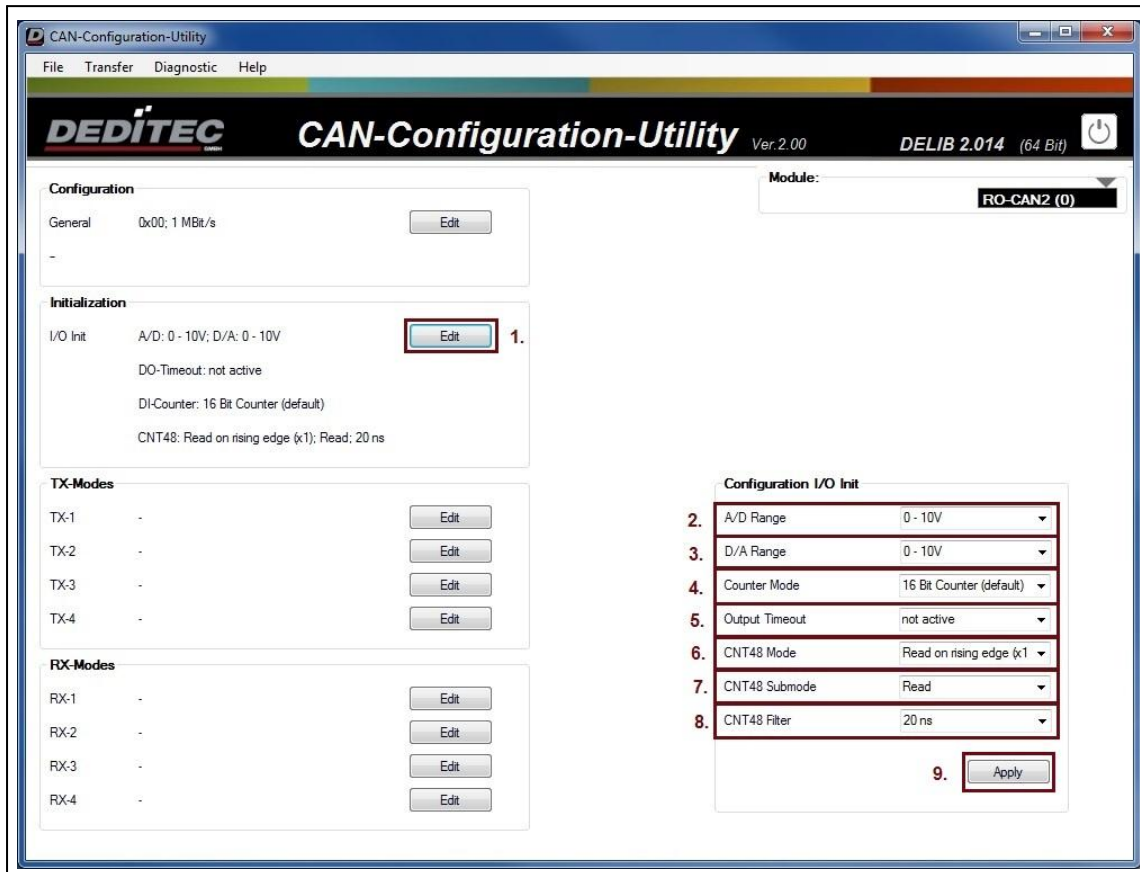 CAN-Configuration-Utility
File Transfer Diagnostic Help
DEDITEC
GMBH
CAN-Configuration-Utility Ver.2.00 DELIB 2.014 (64 Bit)
Module:
RO-CAN2 (0)
Configuration
General 0x00; 1 MBit/s Edit
-
Initialization
I/O Init A/D: 0 - 10V; D/A: 0 - 10V Edit 1.
DO-Timeout: not active
DI-Counter: 16 Bit Counter (default)
CNT48: Read on rising edge (x1); Read; 20 ns
TX-Modes
TX-1 - Edit
TX-2 - Edit
TX-3 - Edit
TX-4 - Edit
RX-Modes
RX-1 - Edit
RX-2 - Edit
RX-3 - Edit
RX-4 - Edit
Configuration I/O Init
2. A/D Range 0 - 10V
3. D/A Range 0 - 10V
4. Counter Mode 16 Bit Counter (default)
5. Output Timeout not active
6. CNT48 Mode Read on rising edge (x1
7. CNT48 Submode Read
8. CNT48 Filter 20 ns
9. Apply